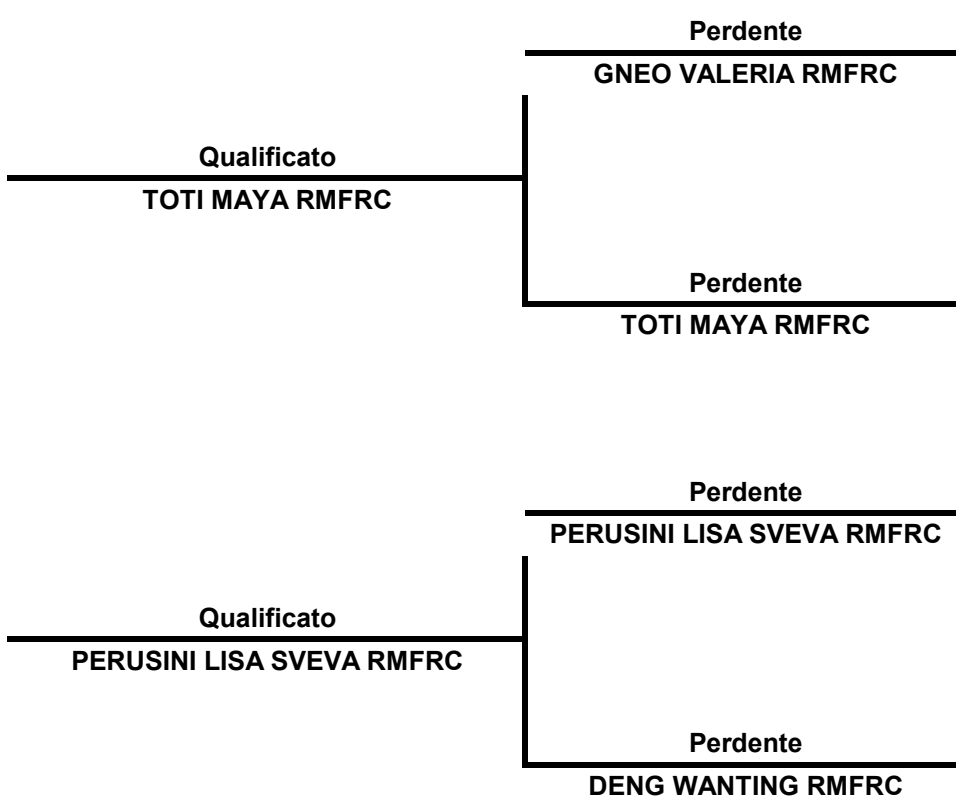 Perdente
GNEO VALERIA RMFRC
Qualificato
TOTI MAYA RMFRC
Perdente
TOTI MAYA RMFRC
Perdente
PERUSINI LISA SVEVA RMFRC
Qualificato
PERUSINI LISA SVEVA RMFRC
Perdente
DENG WANTING RMFRC